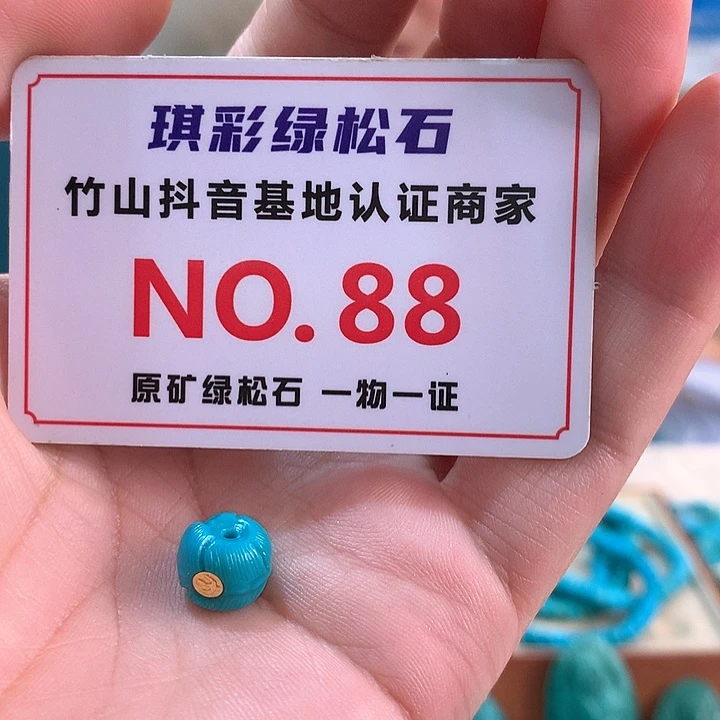 琪彩绿松石
竹山抖音基地认证商家
NO.88
原矿绿松石 一物一证